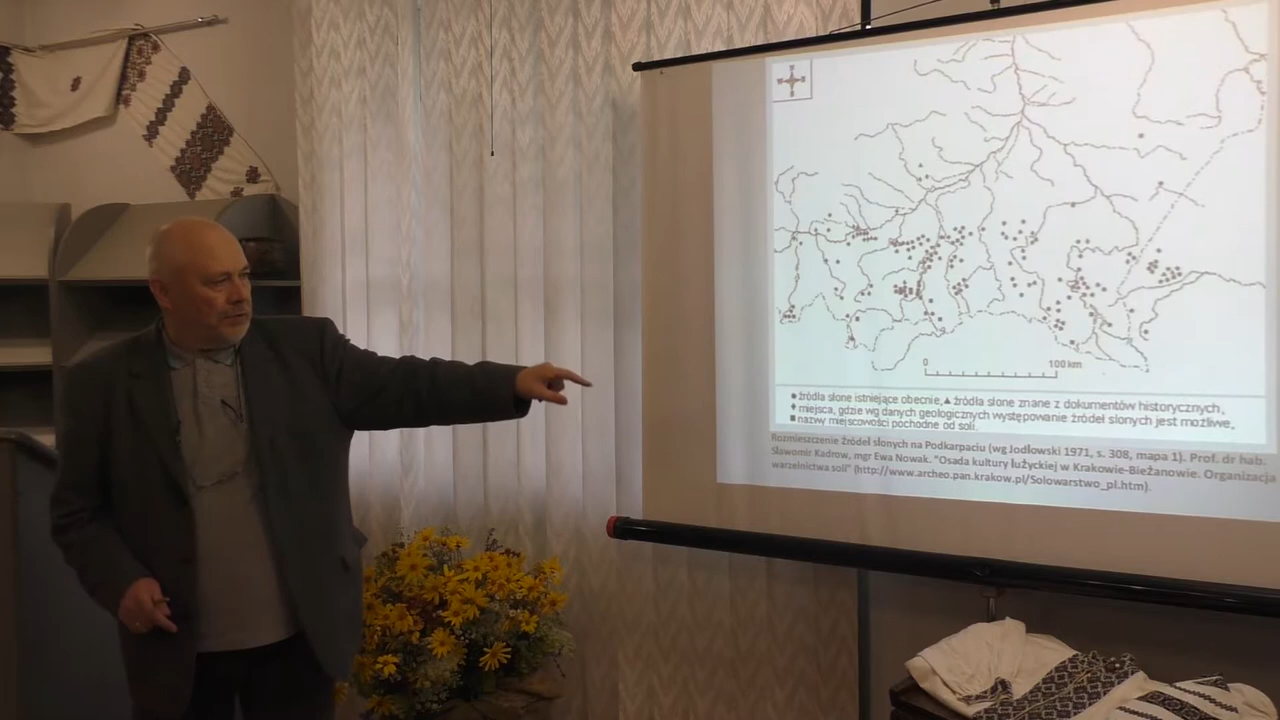 0 100 km
●źródła słone istniejące obecnie,▲źródła słone znane z dokumentów historycznych,
♦miejsca, gdzie wg danych geologicznych występowanie źródeł słonych jest możliwe,
■nazwy miejscowości pochodne od soli.
Rozmieszczenie źródeł słonych na Podkarpaciu (wg Jodłowski 1971, s. 308, mapa 1). Prof. dr hab.
Sławomir Kadrow, mgr Ewa Nowak. "Osada kultury łużyckiej w Krakowie-Bieżanowie. Organizacja
warzelnictwa soli" (http://www.archeo.pan.krakow.pl/Solowarstwo_pl.htm).